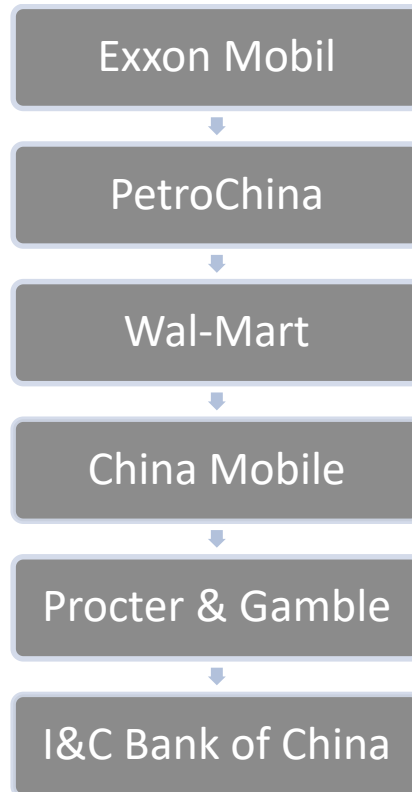 Exxon Mobil
PetroChina
Wal-Mart
China Mobile
Procter & Gamble
I&C Bank of China